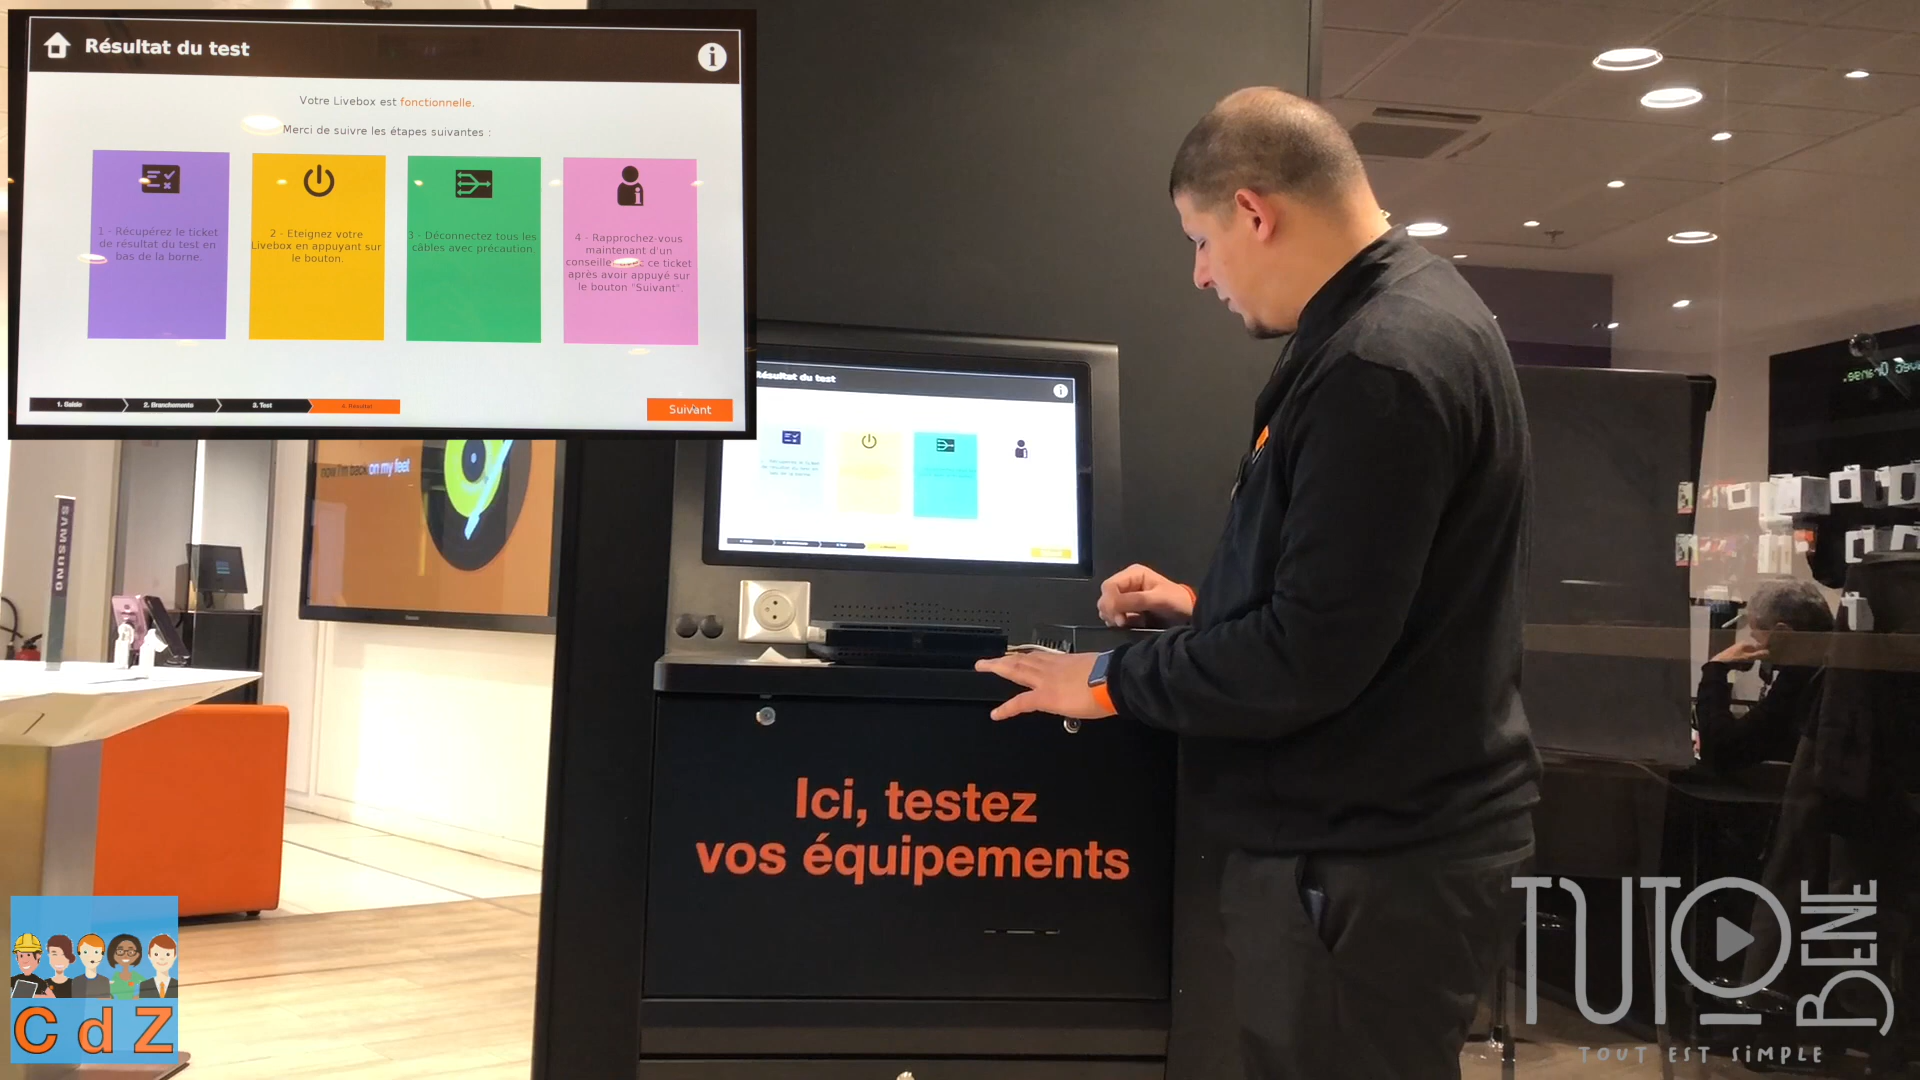 Résultat du test
Votre Livebox est fonctionnelle.
Merci de suivre les étapes suivantes :
1 - Récupérez le ticket
de résultat du test en
bas de la borne.
2 - Eteignez votre
Livebox en appuyant sur
le bouton.
3 - Déconnectez tous les
câbles avec précaution.
4 - Rapprochez-vous
maintenant d'un
ce ticket
après avoir appuyé sur
le bouton "Suivant".
1. Guide
2. Branchements
3. Test
4. Résultat
Suivant
Résultat du test
now I'm back on my feet
SAMSUNG
Ici, testez
vos équipements
CdZ
TUTO
BENE
TOUT EST SIMPLE